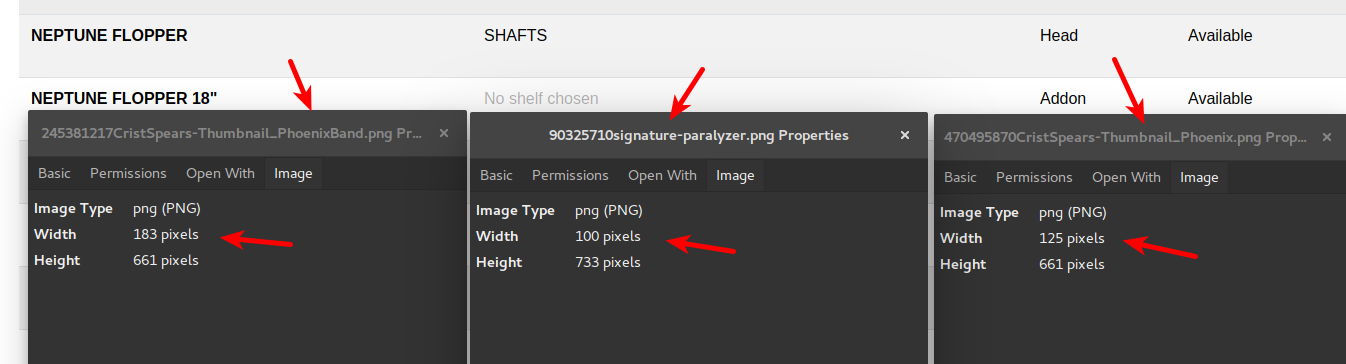 NEPTUNE FLOPPER SHAFTS Head Available
NEPTUNE FLOPPER 18" No shelf chosen Addon Available
245381217CristSpears-Thumbnail_PhoenixBand.png Pr... ×
Basic Permissions Open With Image
Image Type png (PNG)
Width 183 pixels
Height 661 pixels
90325710signature-paralyzer.png Properties ×
Basic Permissions Open With Image
Image Type png (PNG)
Width 100 pixels
Height 733 pixels
470495870CristSpears-Thumbnail_Phoenix.png Prop... ×
Basic Permissions Open With Image
Image Type png (PNG)
Width 125 pixels
Height 661 pixels